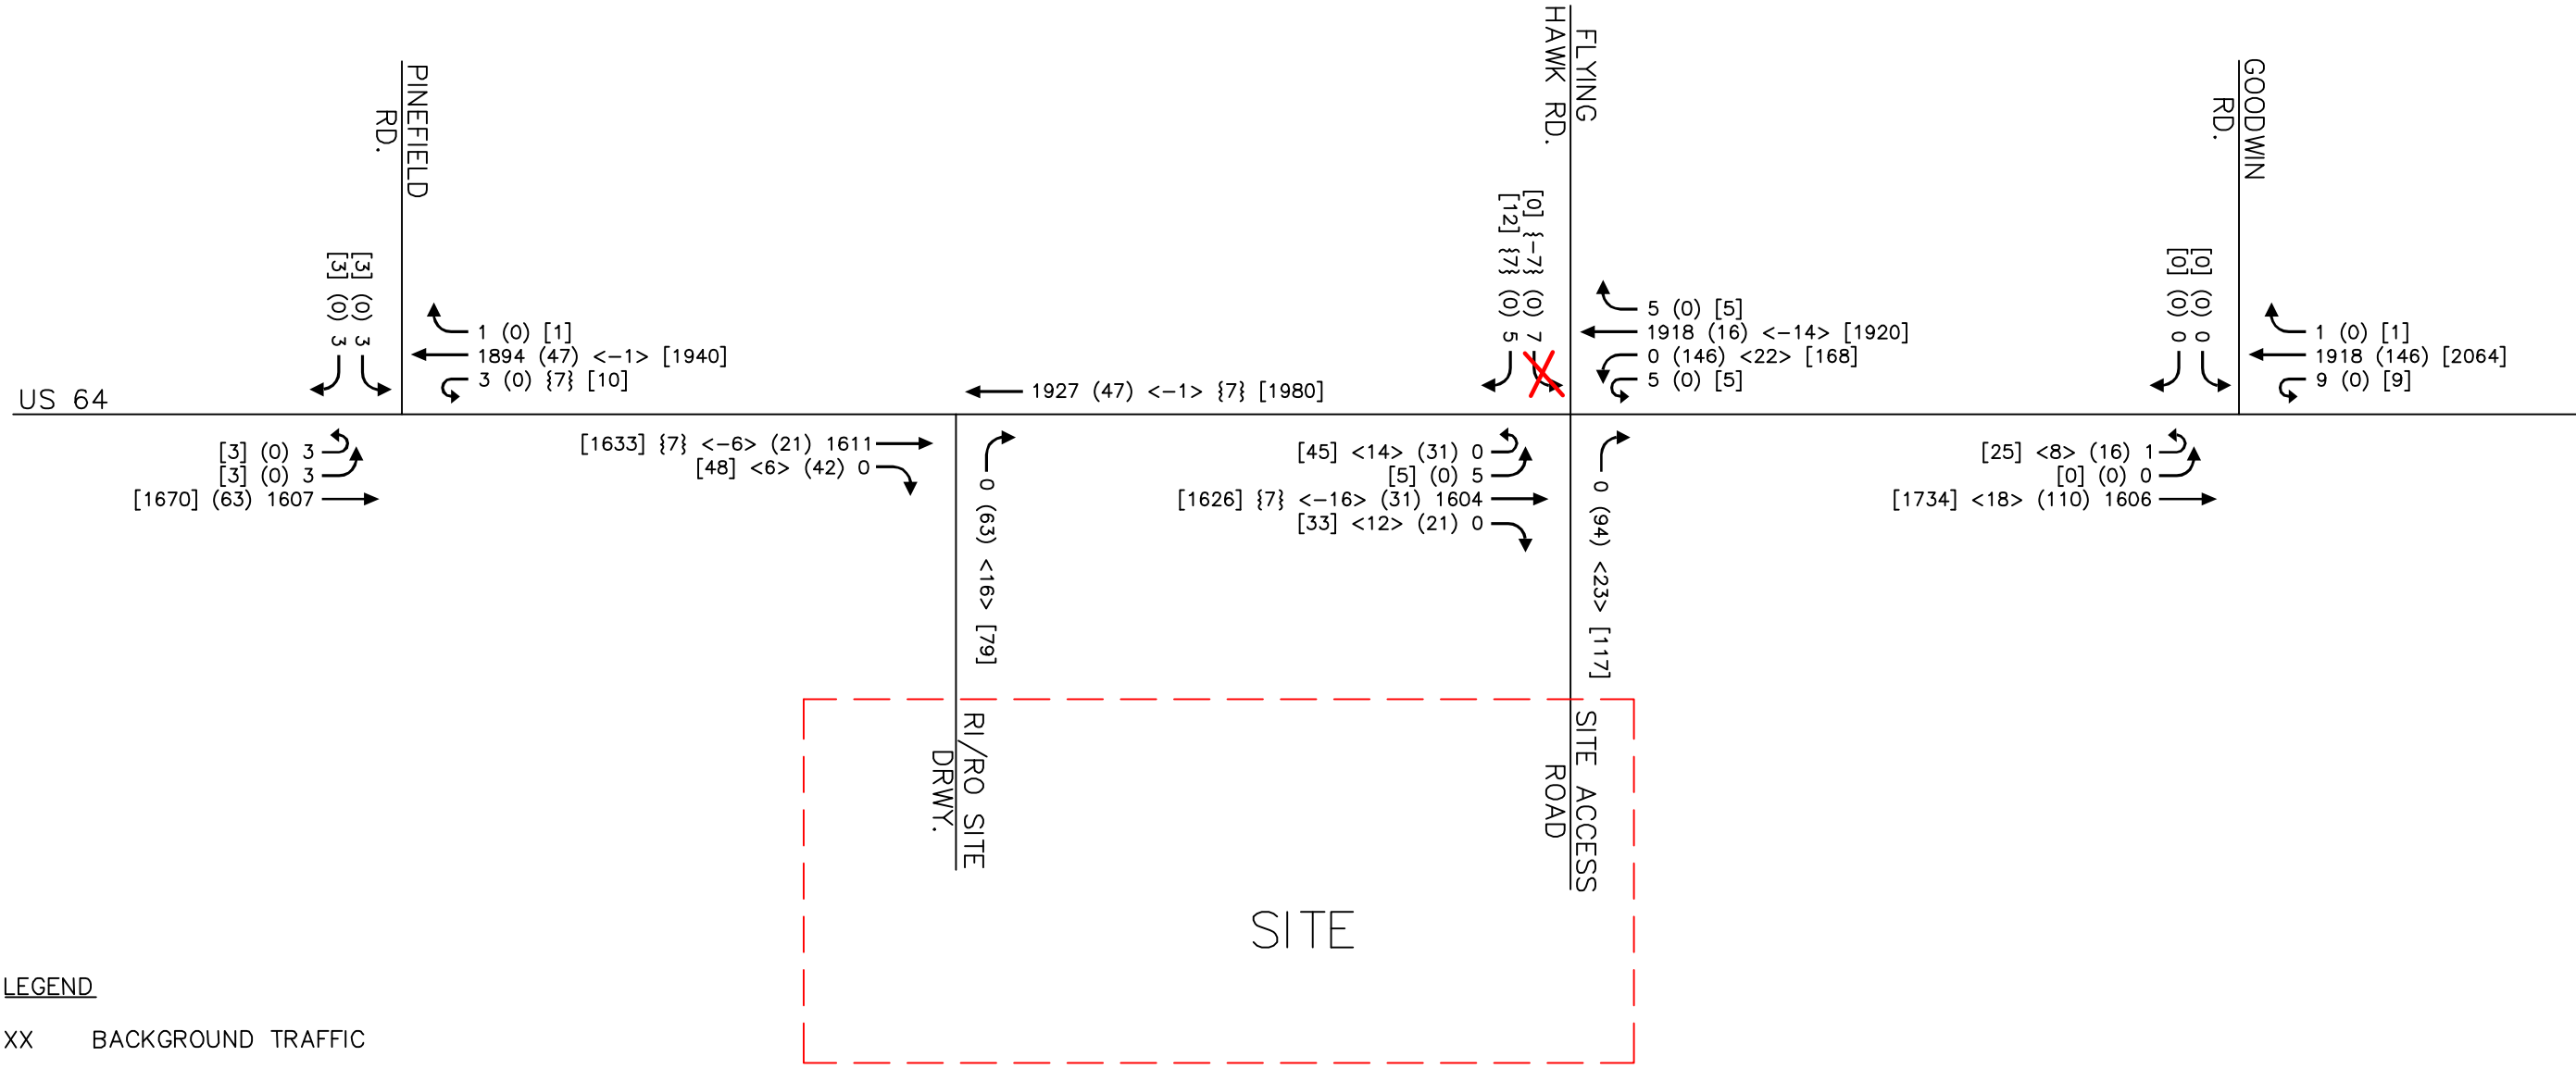 PINEFIELD
RD.
[3] (0) 3
[3] (0) 3
1 (0) [1]
1894 (47) <-1> [1940]
3 (0) {7} [10]
US 64
[3] (0) 3
[3] (0) 3
[1670] (63) 1607
1927 (47) <-1> {7} [1980]
[1633] {7} <-6> (21) 1611
[48] <6> (42) 0
0 (63) <16> [79]
RI/RO SITE
DRWY.
FLYING
HAWK RD.
[0] {-7} (0) 7
[12] {7} (0) 5
5 (0) [5]
1918 (16) <-14> [1920]
0 (146) <22> [168]
5 (0) [5]
[45] <14> (31) 0
[5] (0) 5
[1626] {7} <-16> (31) 1604
[33] <12> (21) 0
0 (94) <23> [117]
SITE ACCESS
ROAD
GOODWIN
RD.
[0] (0) 0
[0] (0) 0
1 (0) [1]
1918 (146) [2064]
9 (0) [9]
[25] <8> (16) 1
[0] (0) 0
[1734] <18> (110) 1606
SITE
LEGEND
XX BACKGROUND TRAFFIC